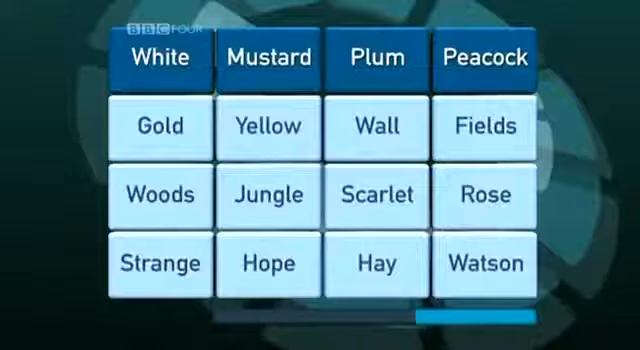 BBC FOUR
White Mustard Plum Peacock
Gold Yellow Wall Fields
Woods Jungle Scarlet Rose
Strange Hope Hay Watson